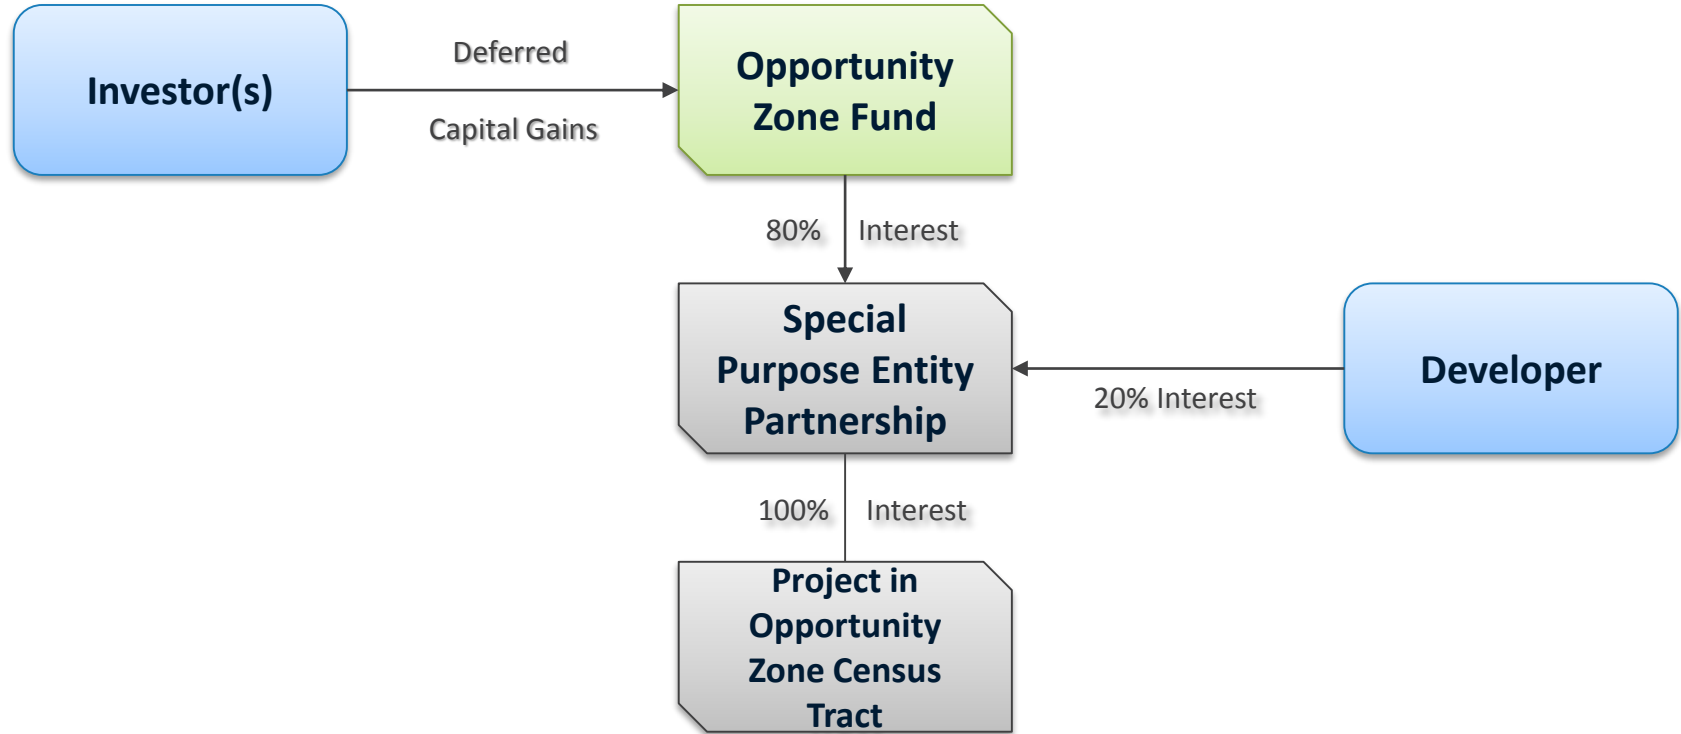 Investor(s)
Deferred
Capital Gains
Opportunity
Zone Fund
80% Interest
Special
Purpose Entity
Partnership
20% Interest
Developer
100% Interest
Project in
Opportunity
Zone Census
Tract